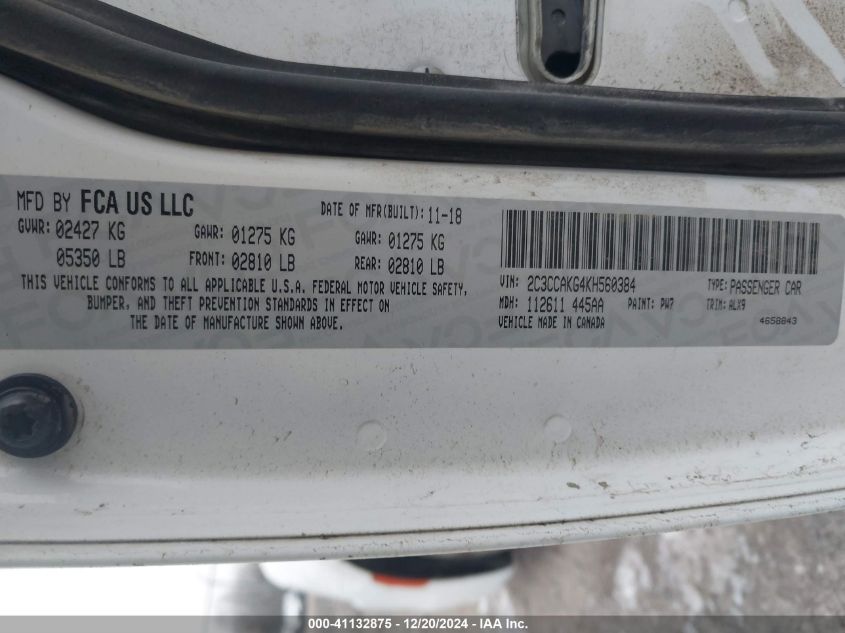 MFD BY FCA US LLC DATE OF MFR(BUILT): 11-18
GVWR: 02427 KG GAWR: 01275 KG GAWR: 01275 KG
05350 LB FRONT: 02810 LB REAR: 02810 LB
THIS VEHICLE CONFORMS TO ALL APPLICABLE U.S.A. FEDERAL MOTOR VEHICLE SAFETY,
BUMPER, AND THEFT PREVENTION STANDARDS IN EFFECT ON
THE DATE OF MANUFACTURE SHOWN ABOVE.
VIN: 2C3CCAKG4KH560384 TYPE: PASSENGER CAR
MDH: 112611 445AA PAINT: PW7 TRIM: ALX9
VEHICLE MADE IN CANADA 4658843
000-41132875 - 12/20/2024 - IAA Inc.